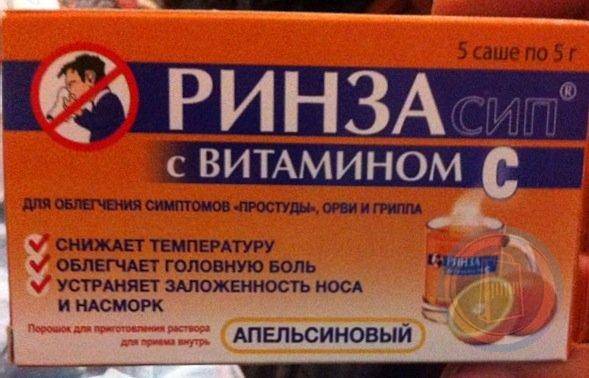 5 саше по 5 г
РИНЗАСИП®
с ВИТАМИНОМ С
ДЛЯ ОБЛЕГЧЕНИЯ СИМПТОМОВ «ПРОСТУДЫ», ОРВИ И ГРИППА
СНИЖАЕТ ТЕМПЕРАТУРУ
ОБЛЕГЧАЕТ ГОЛОВНУЮ БОЛЬ
УСТРАНЯЕТ ЗАЛОЖЕННОСТЬ НОСА
И НАСМОРК
РИНЗА
С
Порошок для приготовления раствора
для приема внутрь
АПЕЛЬСИНОВЫЙ